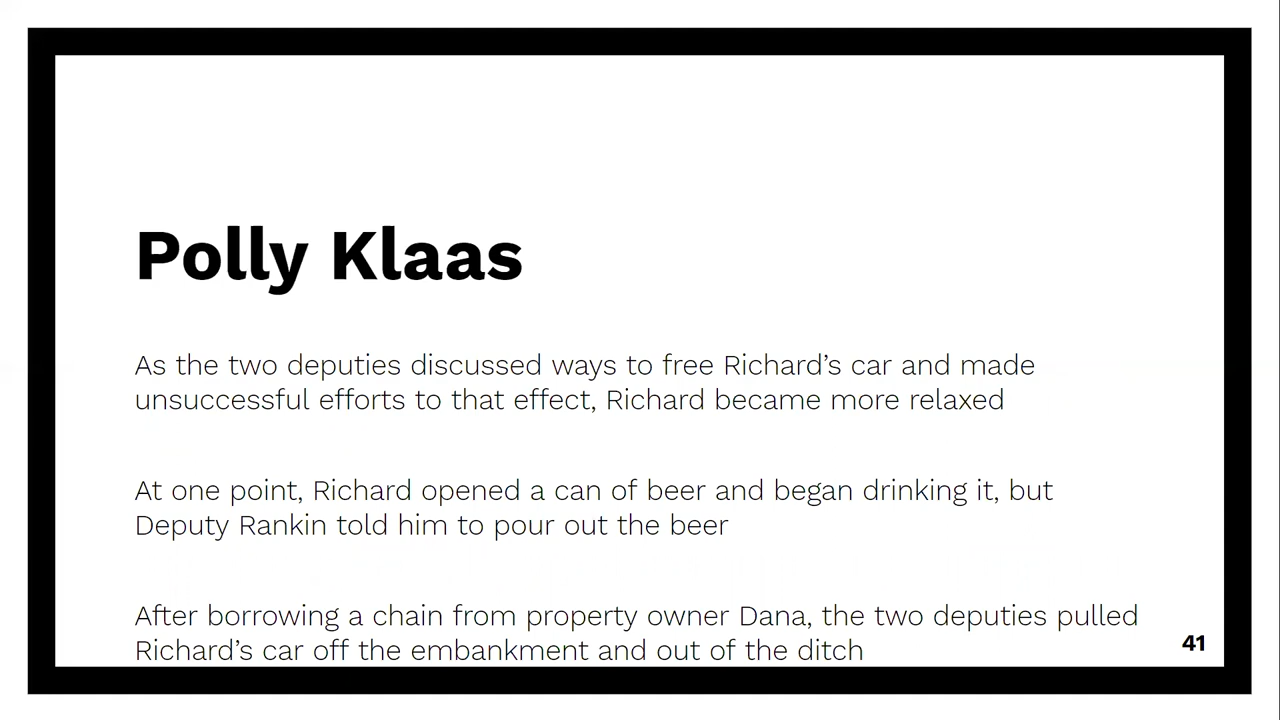 Polly Klaas
As the two deputies discussed ways to free Richard’s car and made
unsuccessful efforts to that effect, Richard became more relaxed
At one point, Richard opened a can of beer and began drinking it, but
Deputy Rankin told him to pour out the beer
After borrowing a chain from property owner Dana, the two deputies pulled
Richard’s car off the embankment and out of the ditch
41